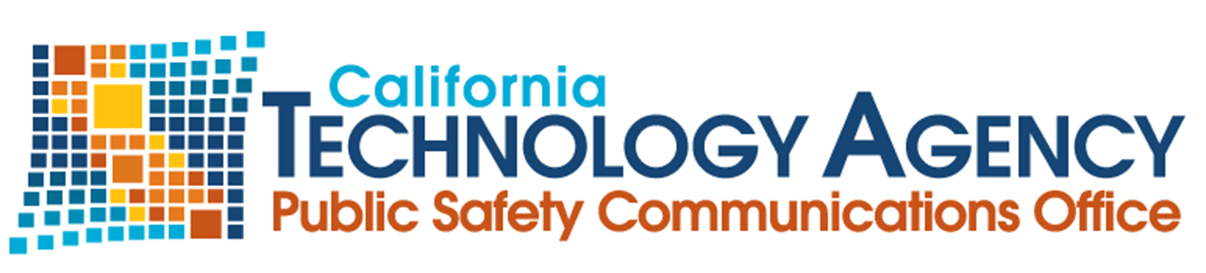 California
TECHNOLOGY AGENCY
Public Safety Communications Office